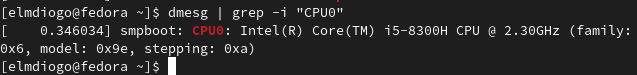 [elmdiogo@fedora ~]$ dmesg | grep -i "CPU0"
[    0.346034] smpboot: CPU0: Intel(R) Core(TM) i5-8300H CPU @ 2.30GHz (family:
0x6, model: 0x9e, stepping: 0xa)
[elmdiogo@fedora ~]$